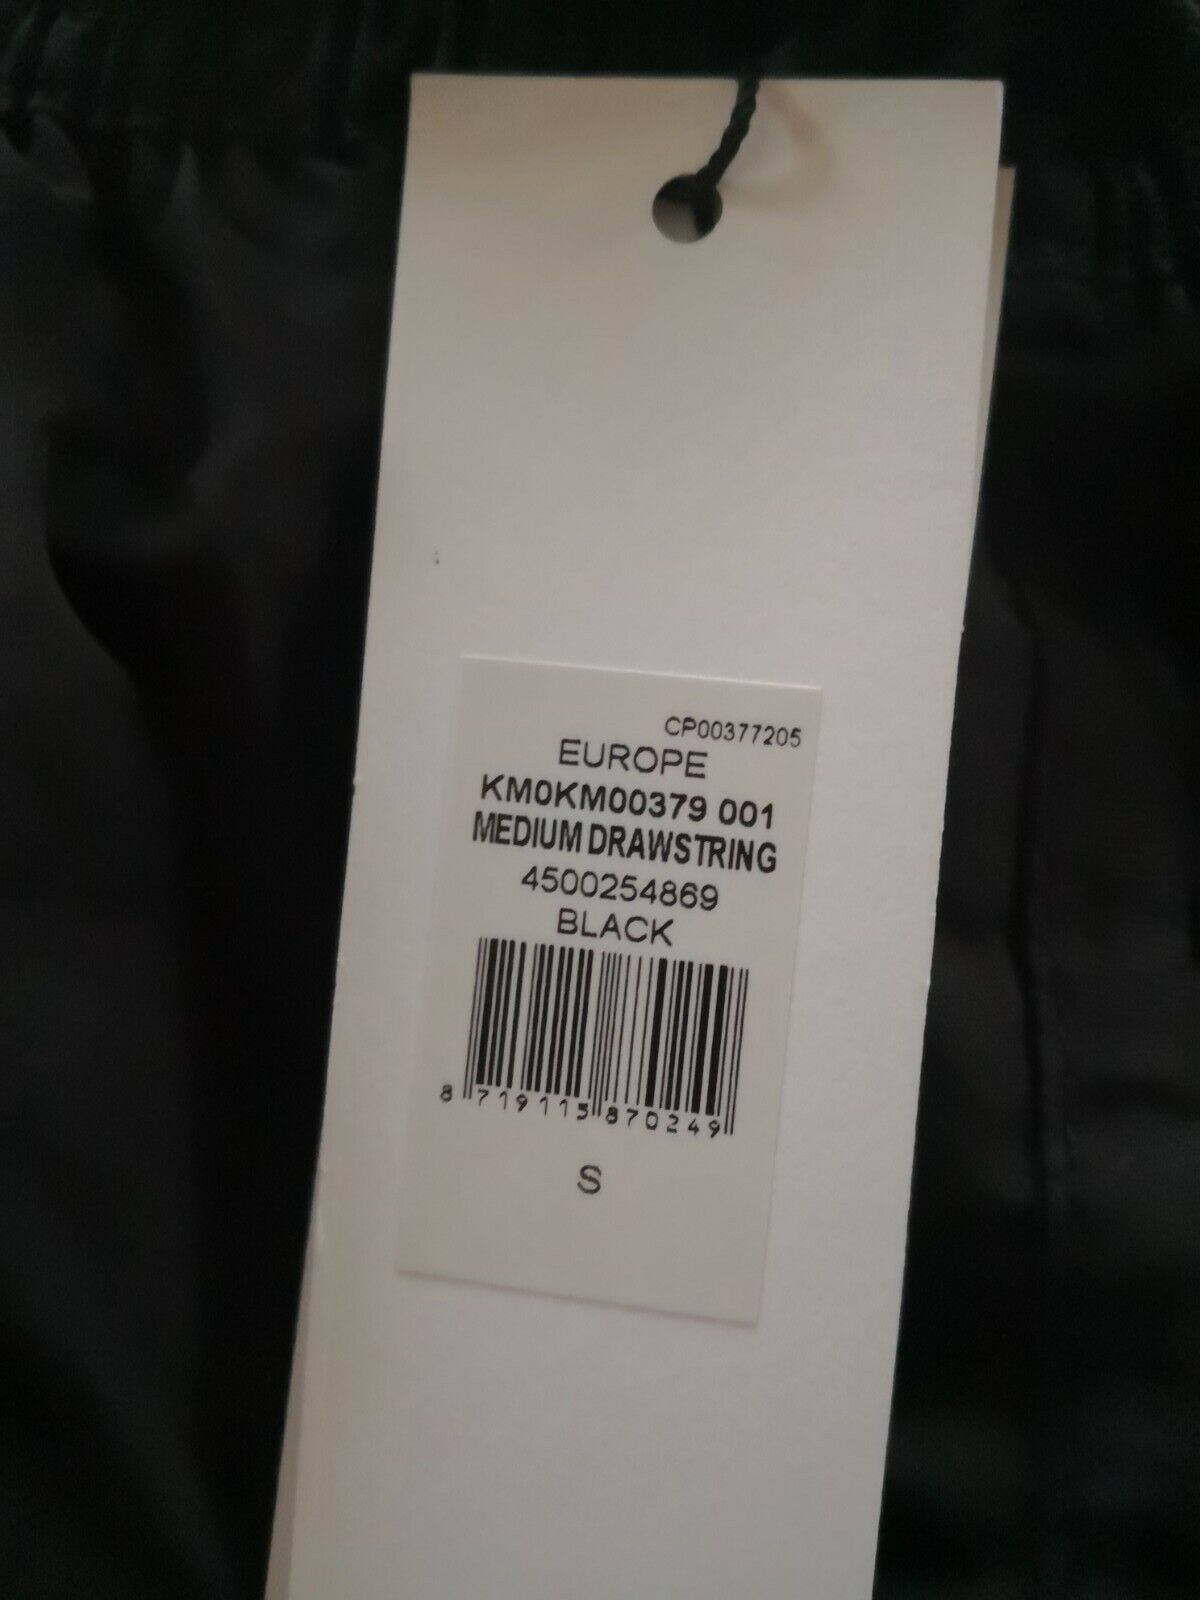 CP00377205
EUROPE
KM0KM00379 001
MEDIUM DRAWSTRING
4500254869
BLACK
8 719115 870249
S